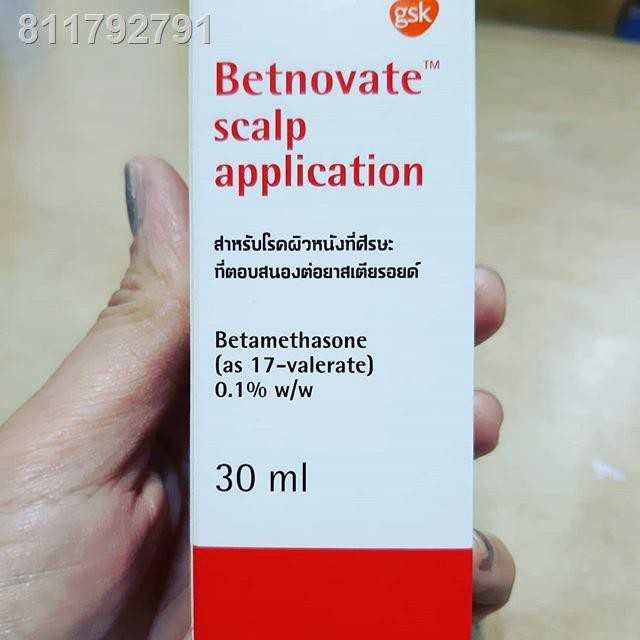 811792791
gsk
Betnovate™
scalp
application
สำหรับโรคผิวหนังที่ศีรษะ
ที่ตอบสนองต่อยาสเตียรอยด์
Betamethasone
(as 17-valerate)
0.1% w/w
30 ml